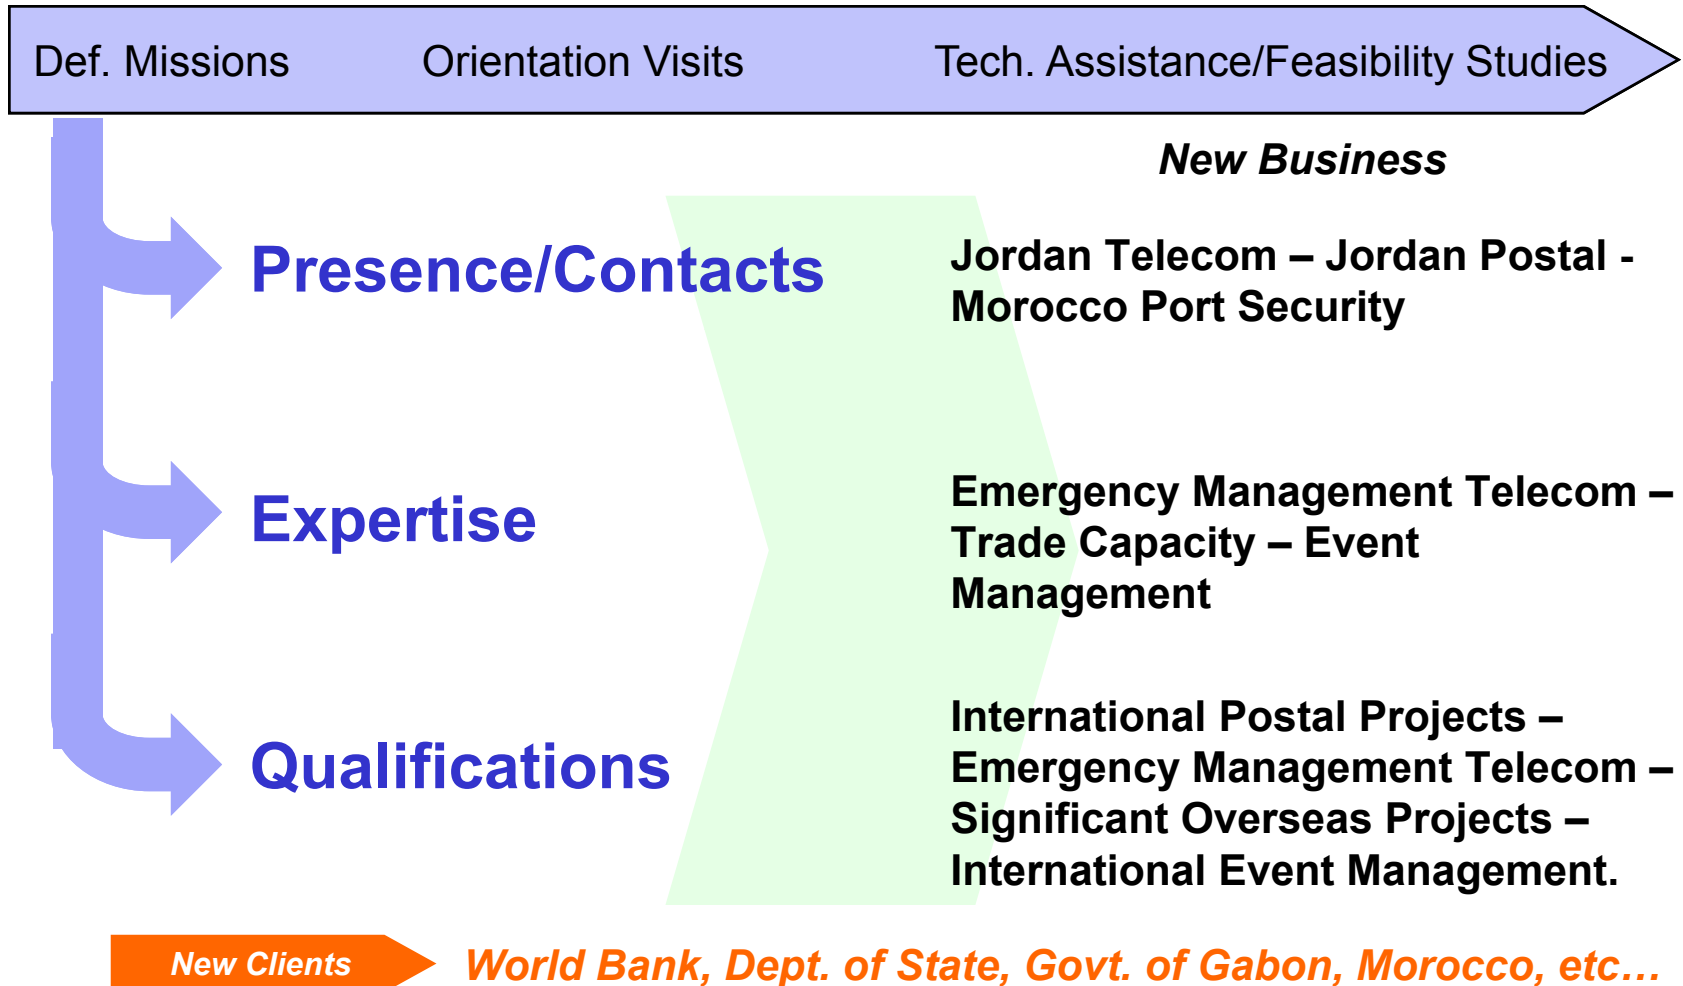 Def. Missions Orientation Visits Tech. Assistance/Feasibility Studies
New Business
Presence/Contacts
Jordan Telecom – Jordan Postal -
Morocco Port Security
Expertise
Emergency Management Telecom –
Trade Capacity – Event
Management
Qualifications
International Postal Projects –
Emergency Management Telecom –
Significant Overseas Projects –
International Event Management.
New Clients
World Bank, Dept. of State, Govt. of Gabon, Morocco, etc…